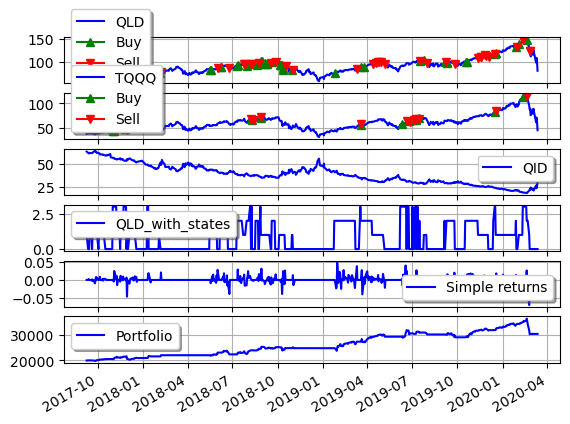 QLD
Buy
Sell
150
100
TQQQ
Buy
Sell
100
50
QID
50
25
QLD_with_states
2.5
0.0
Simple returns
0.05
0.00
−0.05
Portfolio
30000
20000
2017-10 2018-01 2018-04 2018-07 2018-10 2019-01 2019-04 2019-07 2019-10 2020-01 2020-04